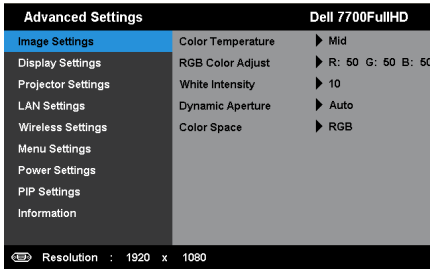 Advanced Settings Dell 7700FullHD
Image Settings Color Temperature Mid
Display Settings RGB Color Adjust R: 50 G: 50 B: 50
Projector Settings White Intensity 10
LAN Settings Dynamic Aperture Auto
Wireless Settings Color Space RGB
Menu Settings
Power Settings
PIP Settings
Information
Resolution : 1920 x 1080